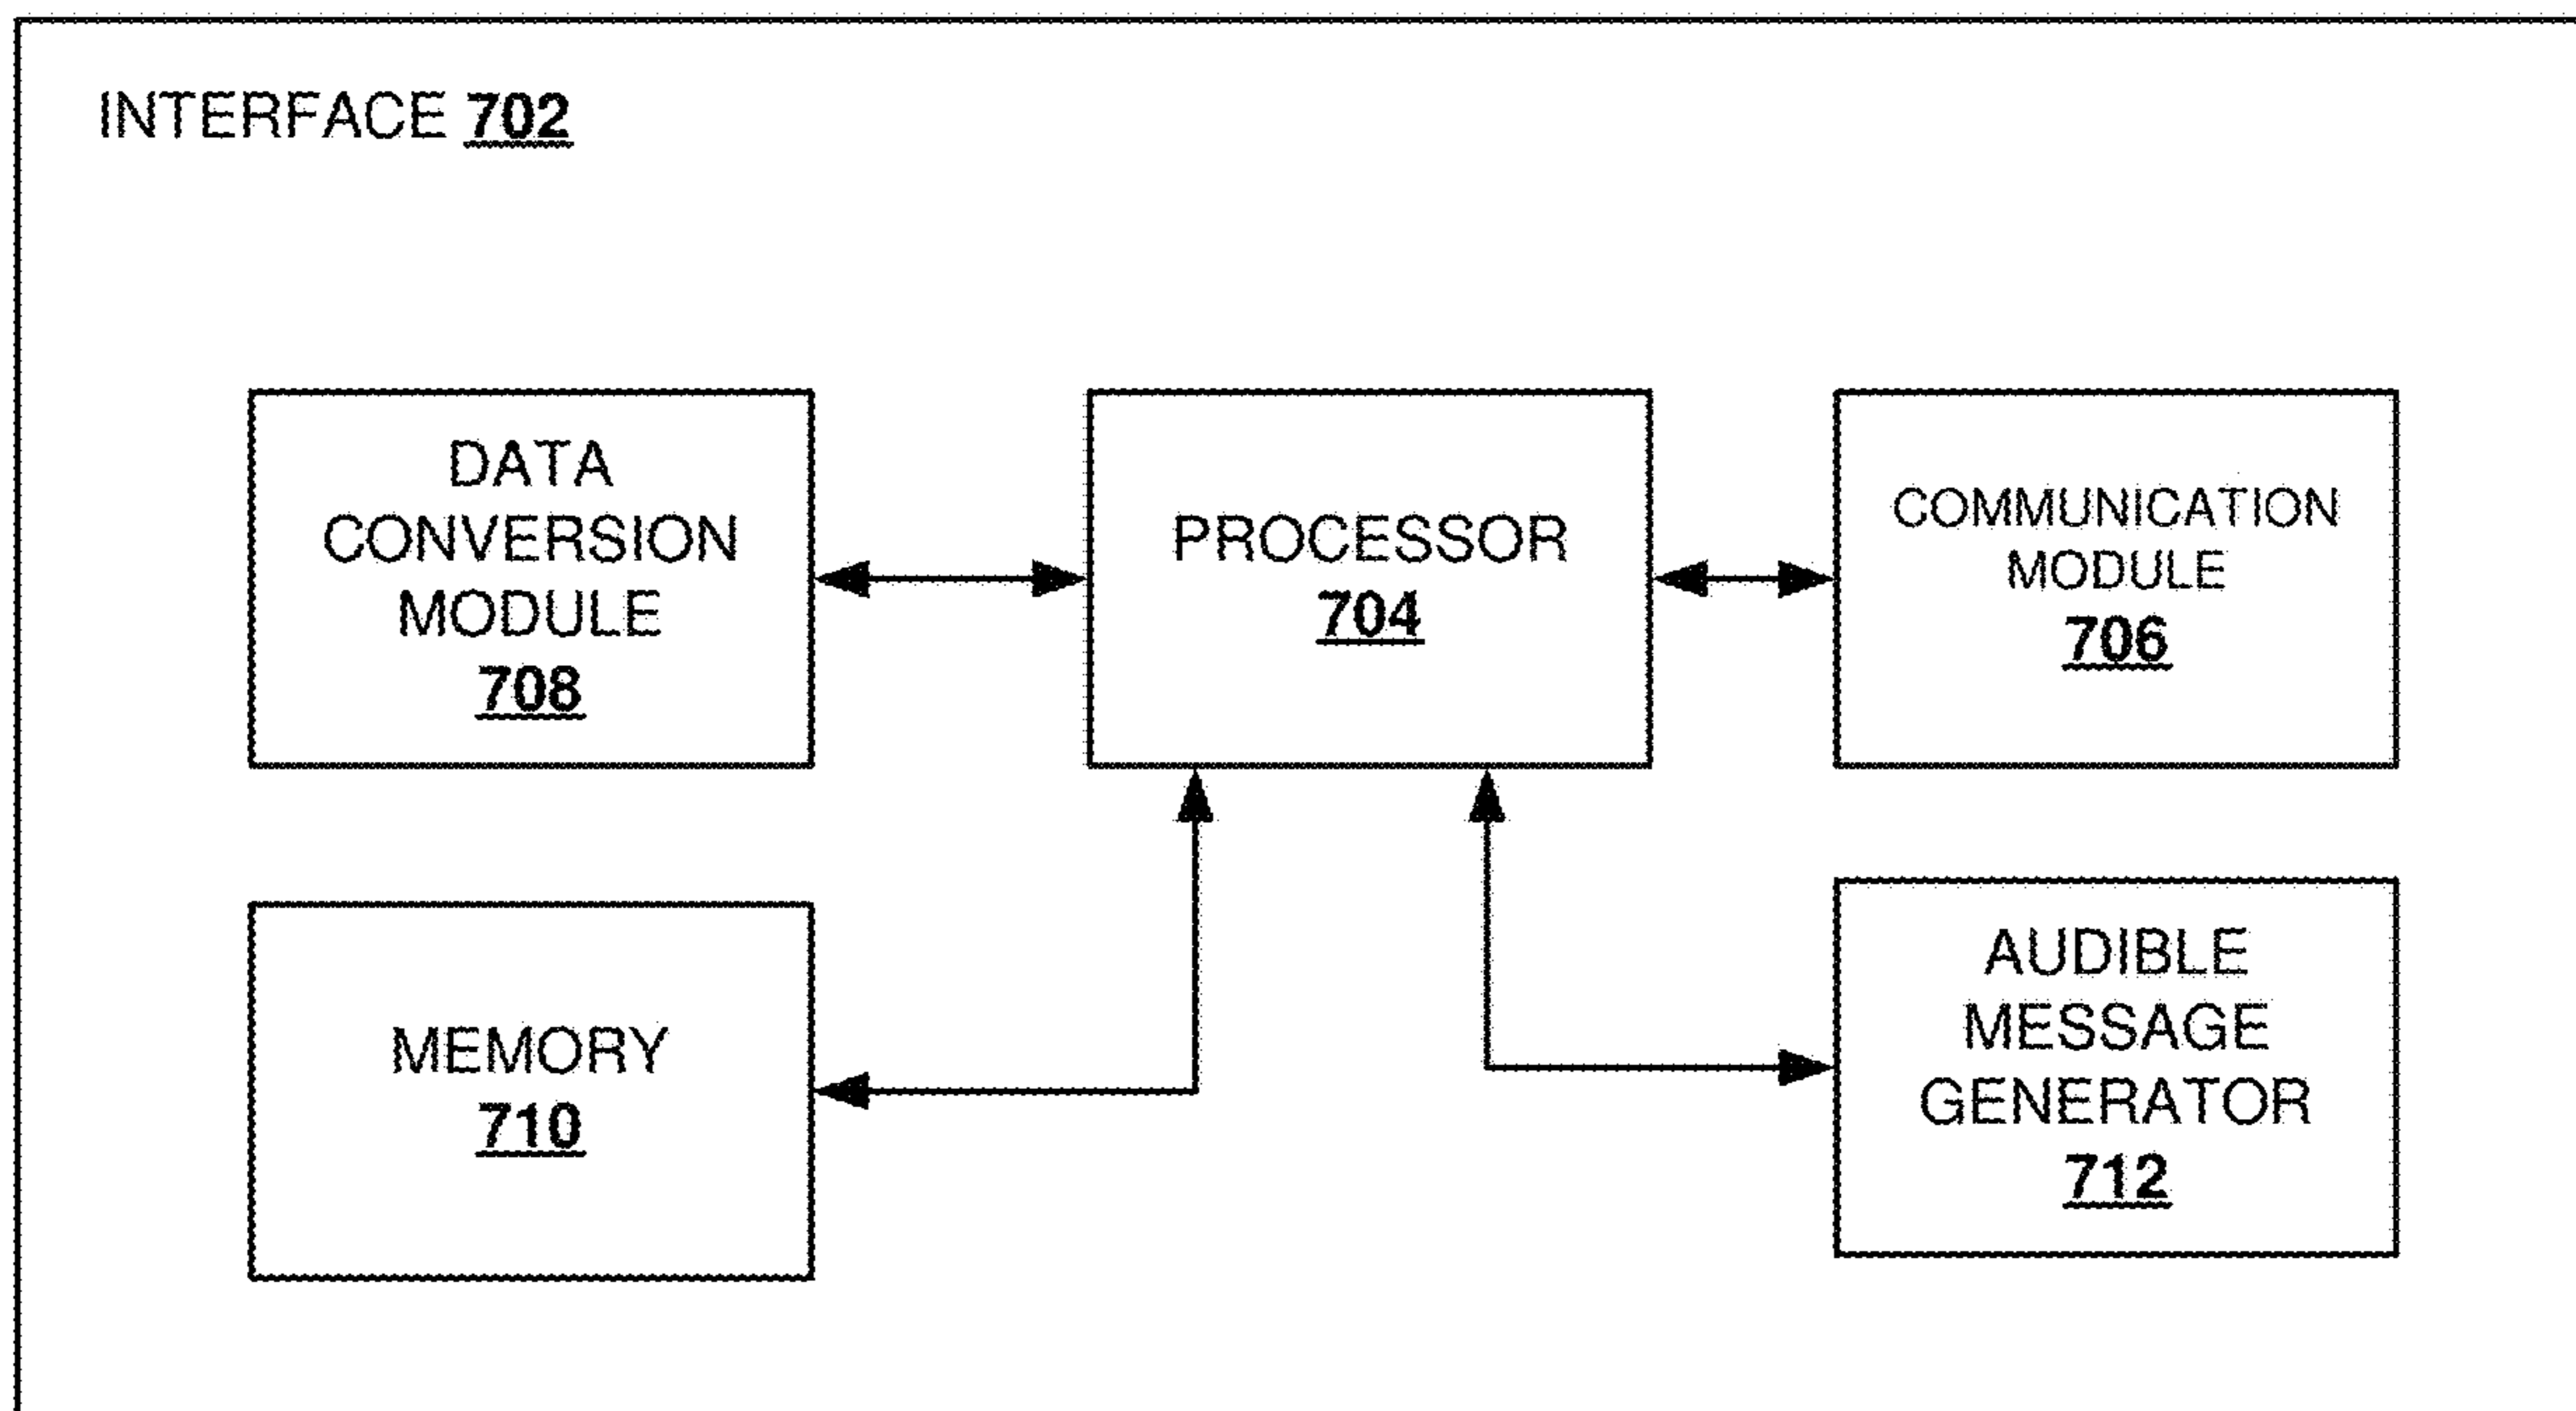 INTERFACE 702
DATA
CONVERSION
MODULE
708
PROCESSOR
704
COMMUNICATION
MODULE
706
MEMORY
710
AUDIBLE
MESSAGE
GENERATOR
712